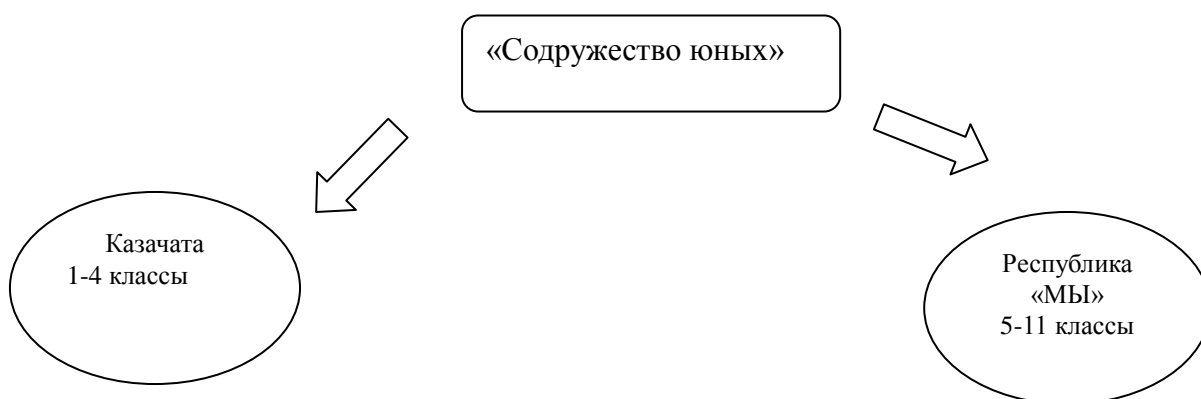 «Содружество юных»
Казачата
1-4 классы
Республика
«МЫ»
5-11 классы